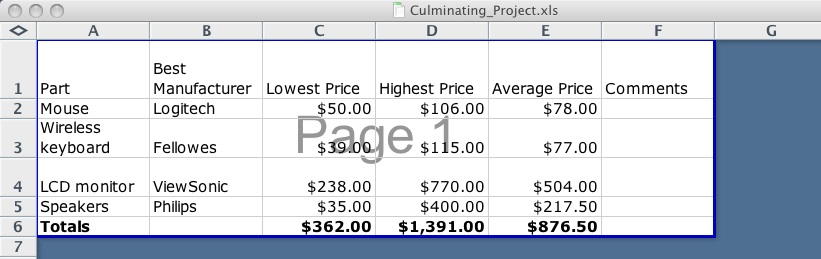 Culminating_Project.xls
A B C D E F G
1 Part Best Manufacturer Lowest Price Highest Price Average Price Comments
2 Mouse Logitech $50.00 $106.00 $78.00
3 Wireless keyboard Fellowes $39.00 $115.00 $77.00
Page 1
4 LCD monitor ViewSonic $238.00 $770.00 $504.00
5 Speakers Philips $35.00 $400.00 $217.50
6 Totals $362.00 $1,391.00 $876.50
7